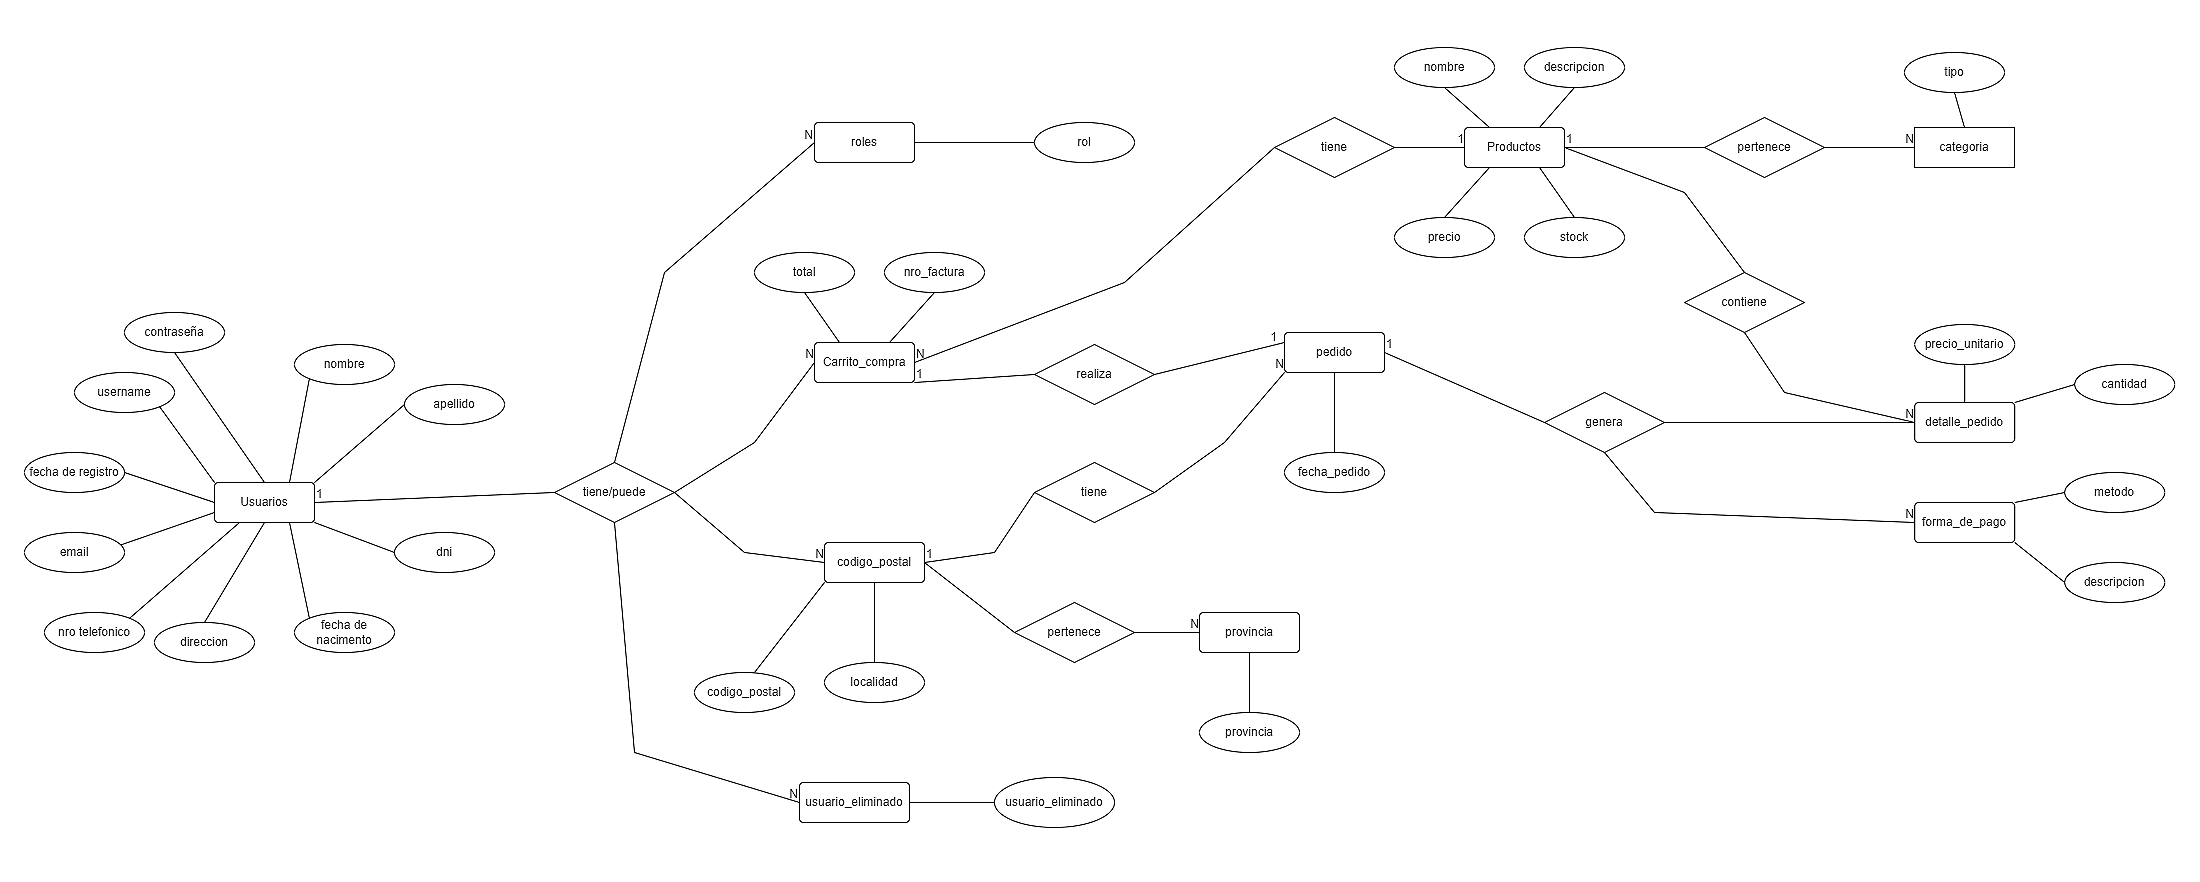 nombre
descripcion
tipo
N
roles
rol
tiene
1
Productos
1
pertenece
N
categoria
precio
stock
total
nro_factura
contiene
contraseña
nombre
username
apellido
N
Carrito_compra
N
1
realiza
1
N
pedido
1
precio_unitario
cantidad
genera
N
detalle_pedido
fecha de registro
Usuarios
1
tiene/puede
tiene
fecha_pedido
metodo
N
forma_de_pago
email
dni
N
codigo_postal
1
descripcion
nro telefonico
direccion
fecha de
nacimento
pertenece
N
provincia
codigo_postal
localidad
provincia
N
usuario_eliminado
usuario_eliminado